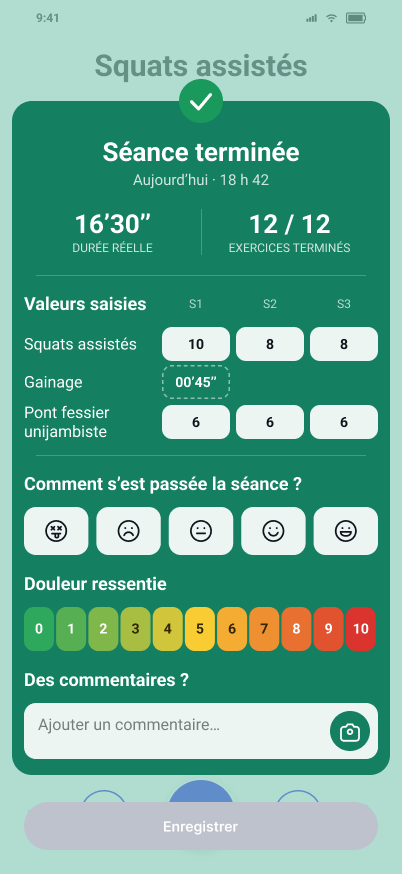 9:41
Squats assistés
Séance terminée
Aujourd’hui · 18 h 42
16’30’’ 12 / 12
DURÉE RÉELLE EXERCICES TERMINÉS
Valeurs saisies S1 S2 S3
Squats assistés 10 8 8
Gainage 00’45’’
Pont fessier
unijambiste 6 6 6
Comment s’est passée la séance ?
Douleur ressentie
0 1 2 3 4 5 6 7 8 9 10
Des commentaires ?
Ajouter un commentaire…
Enregistrer